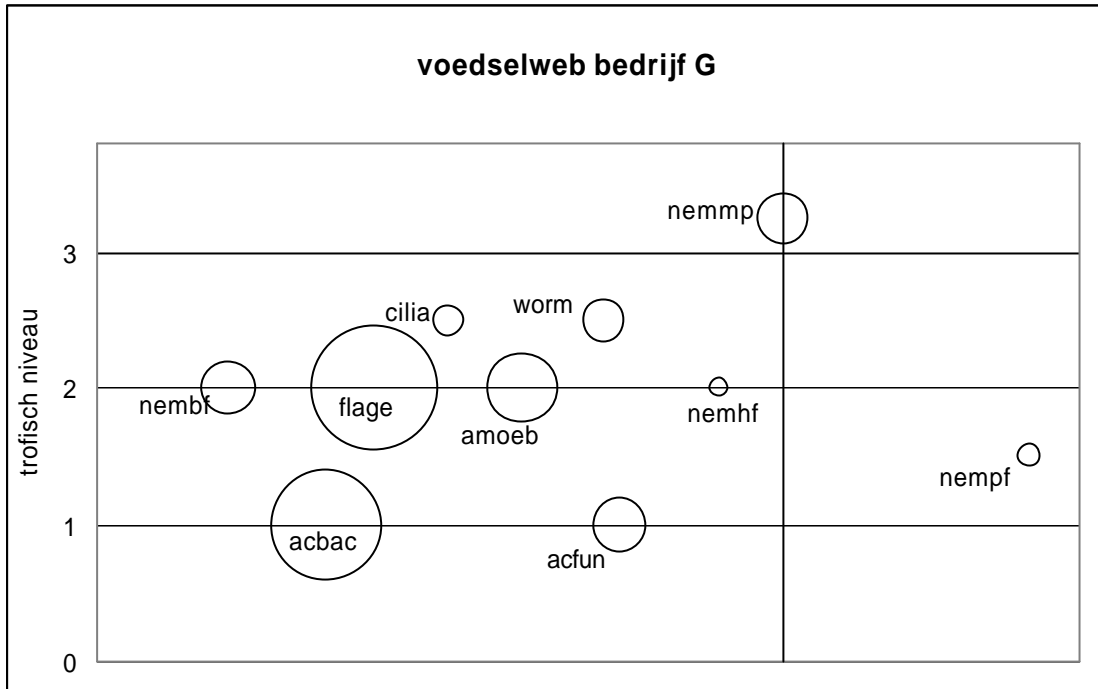 voedselweb bedrijf G
trofisch niveau
3
2
1
0
nemmp
cilia
worm
nembf
flage
amoeb
nemhf
nempf
acbac
acfun